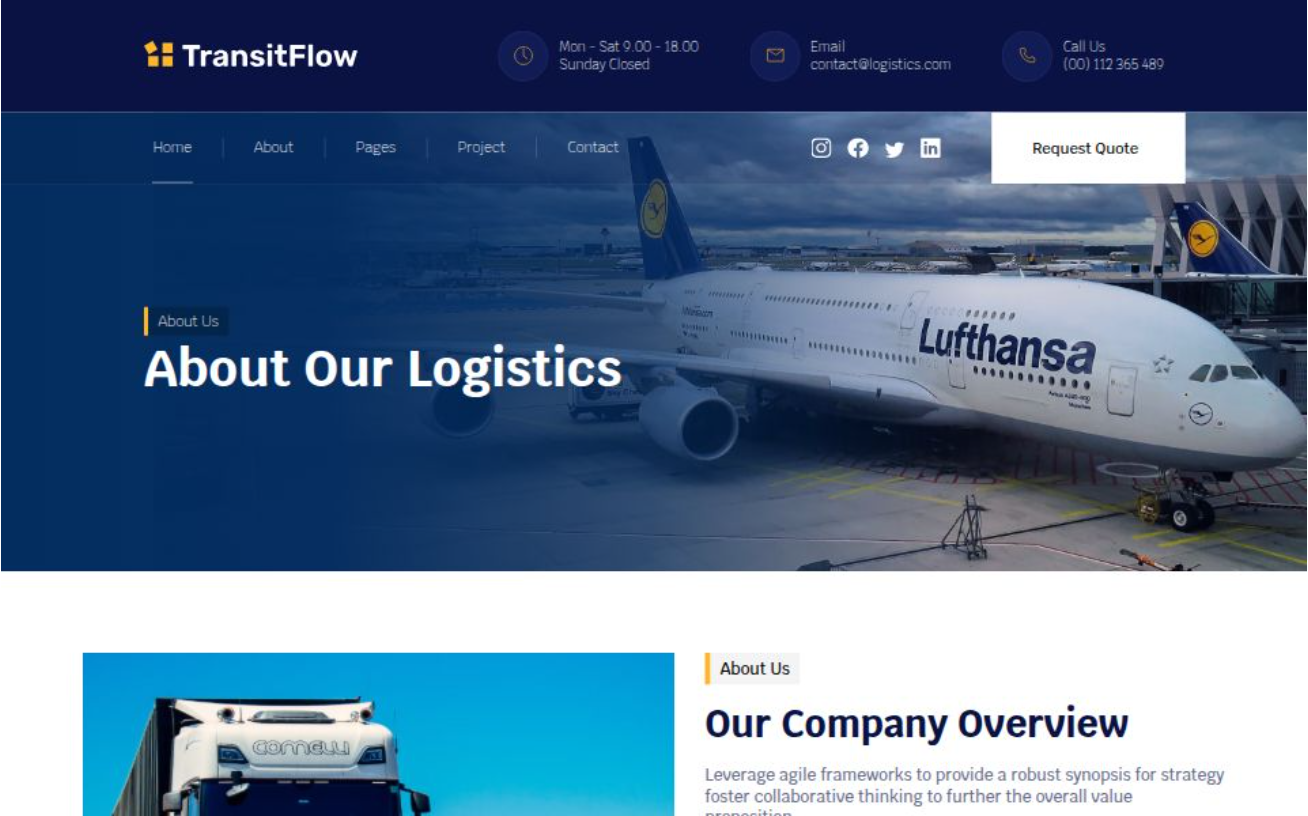 TransitFlow
Mon - Sat 9.00 - 18.00
Sunday Closed
Email
contact@logistics.com
Call Us
(00) 112 365 489
Home
About
Pages
Project
Contact
Request Quote
Lufthansa
About Us
About Our Logistics
comelli
About Us
Our Company Overview
Leverage agile frameworks to provide a robust synopsis for strategy
foster collaborative thinking to further the overall value
proposition